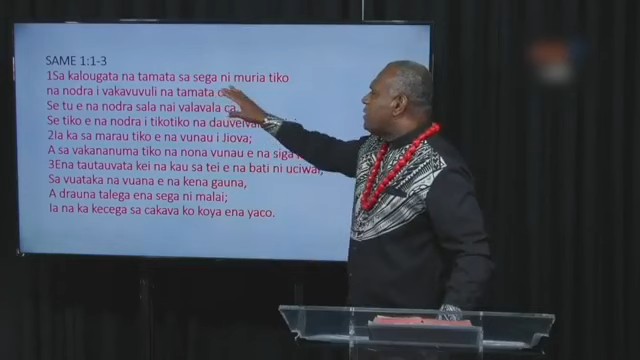 SAME 1:1-3
1Sa kalougata na tamata sa sega ni muria tiko
na nodra i vakavuvuli na tamata
Se tu e na nodra sala nai valavala ca
Se tiko e na nodra i tikotiko na
2Ia ka sa marau tiko e na vunau i Jiova;
A sa vakananuma tiko na nona vunau e na siga
3Ena tautauvata kei na kau sa tei e na bati ni uciwai,
Sa vuataka na vuana e na kena gauna,
A drauna talega ena sega ni malai;
Ia na ka kecega sa cakava ko koya ena yaco.